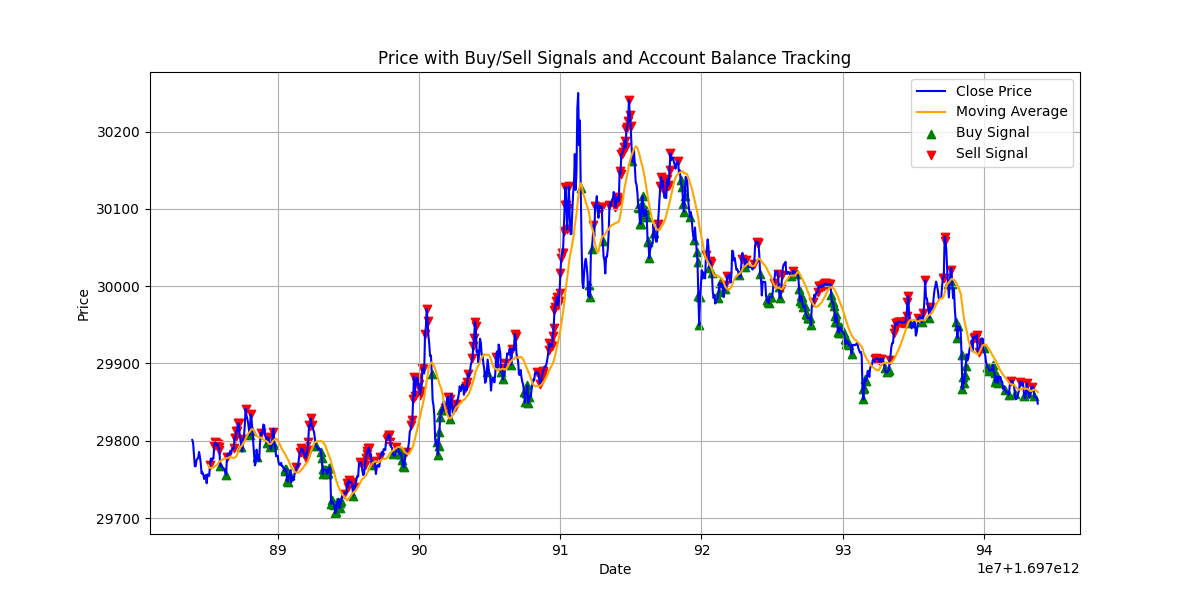 Price with Buy/Sell Signals and Account Balance Tracking
Close Price
Moving Average
Buy Signal
Sell Signal
30200
30100
30000
29900
29800
29700
Price
89 90 91 92 93 94
Date
1e7+1.697e12